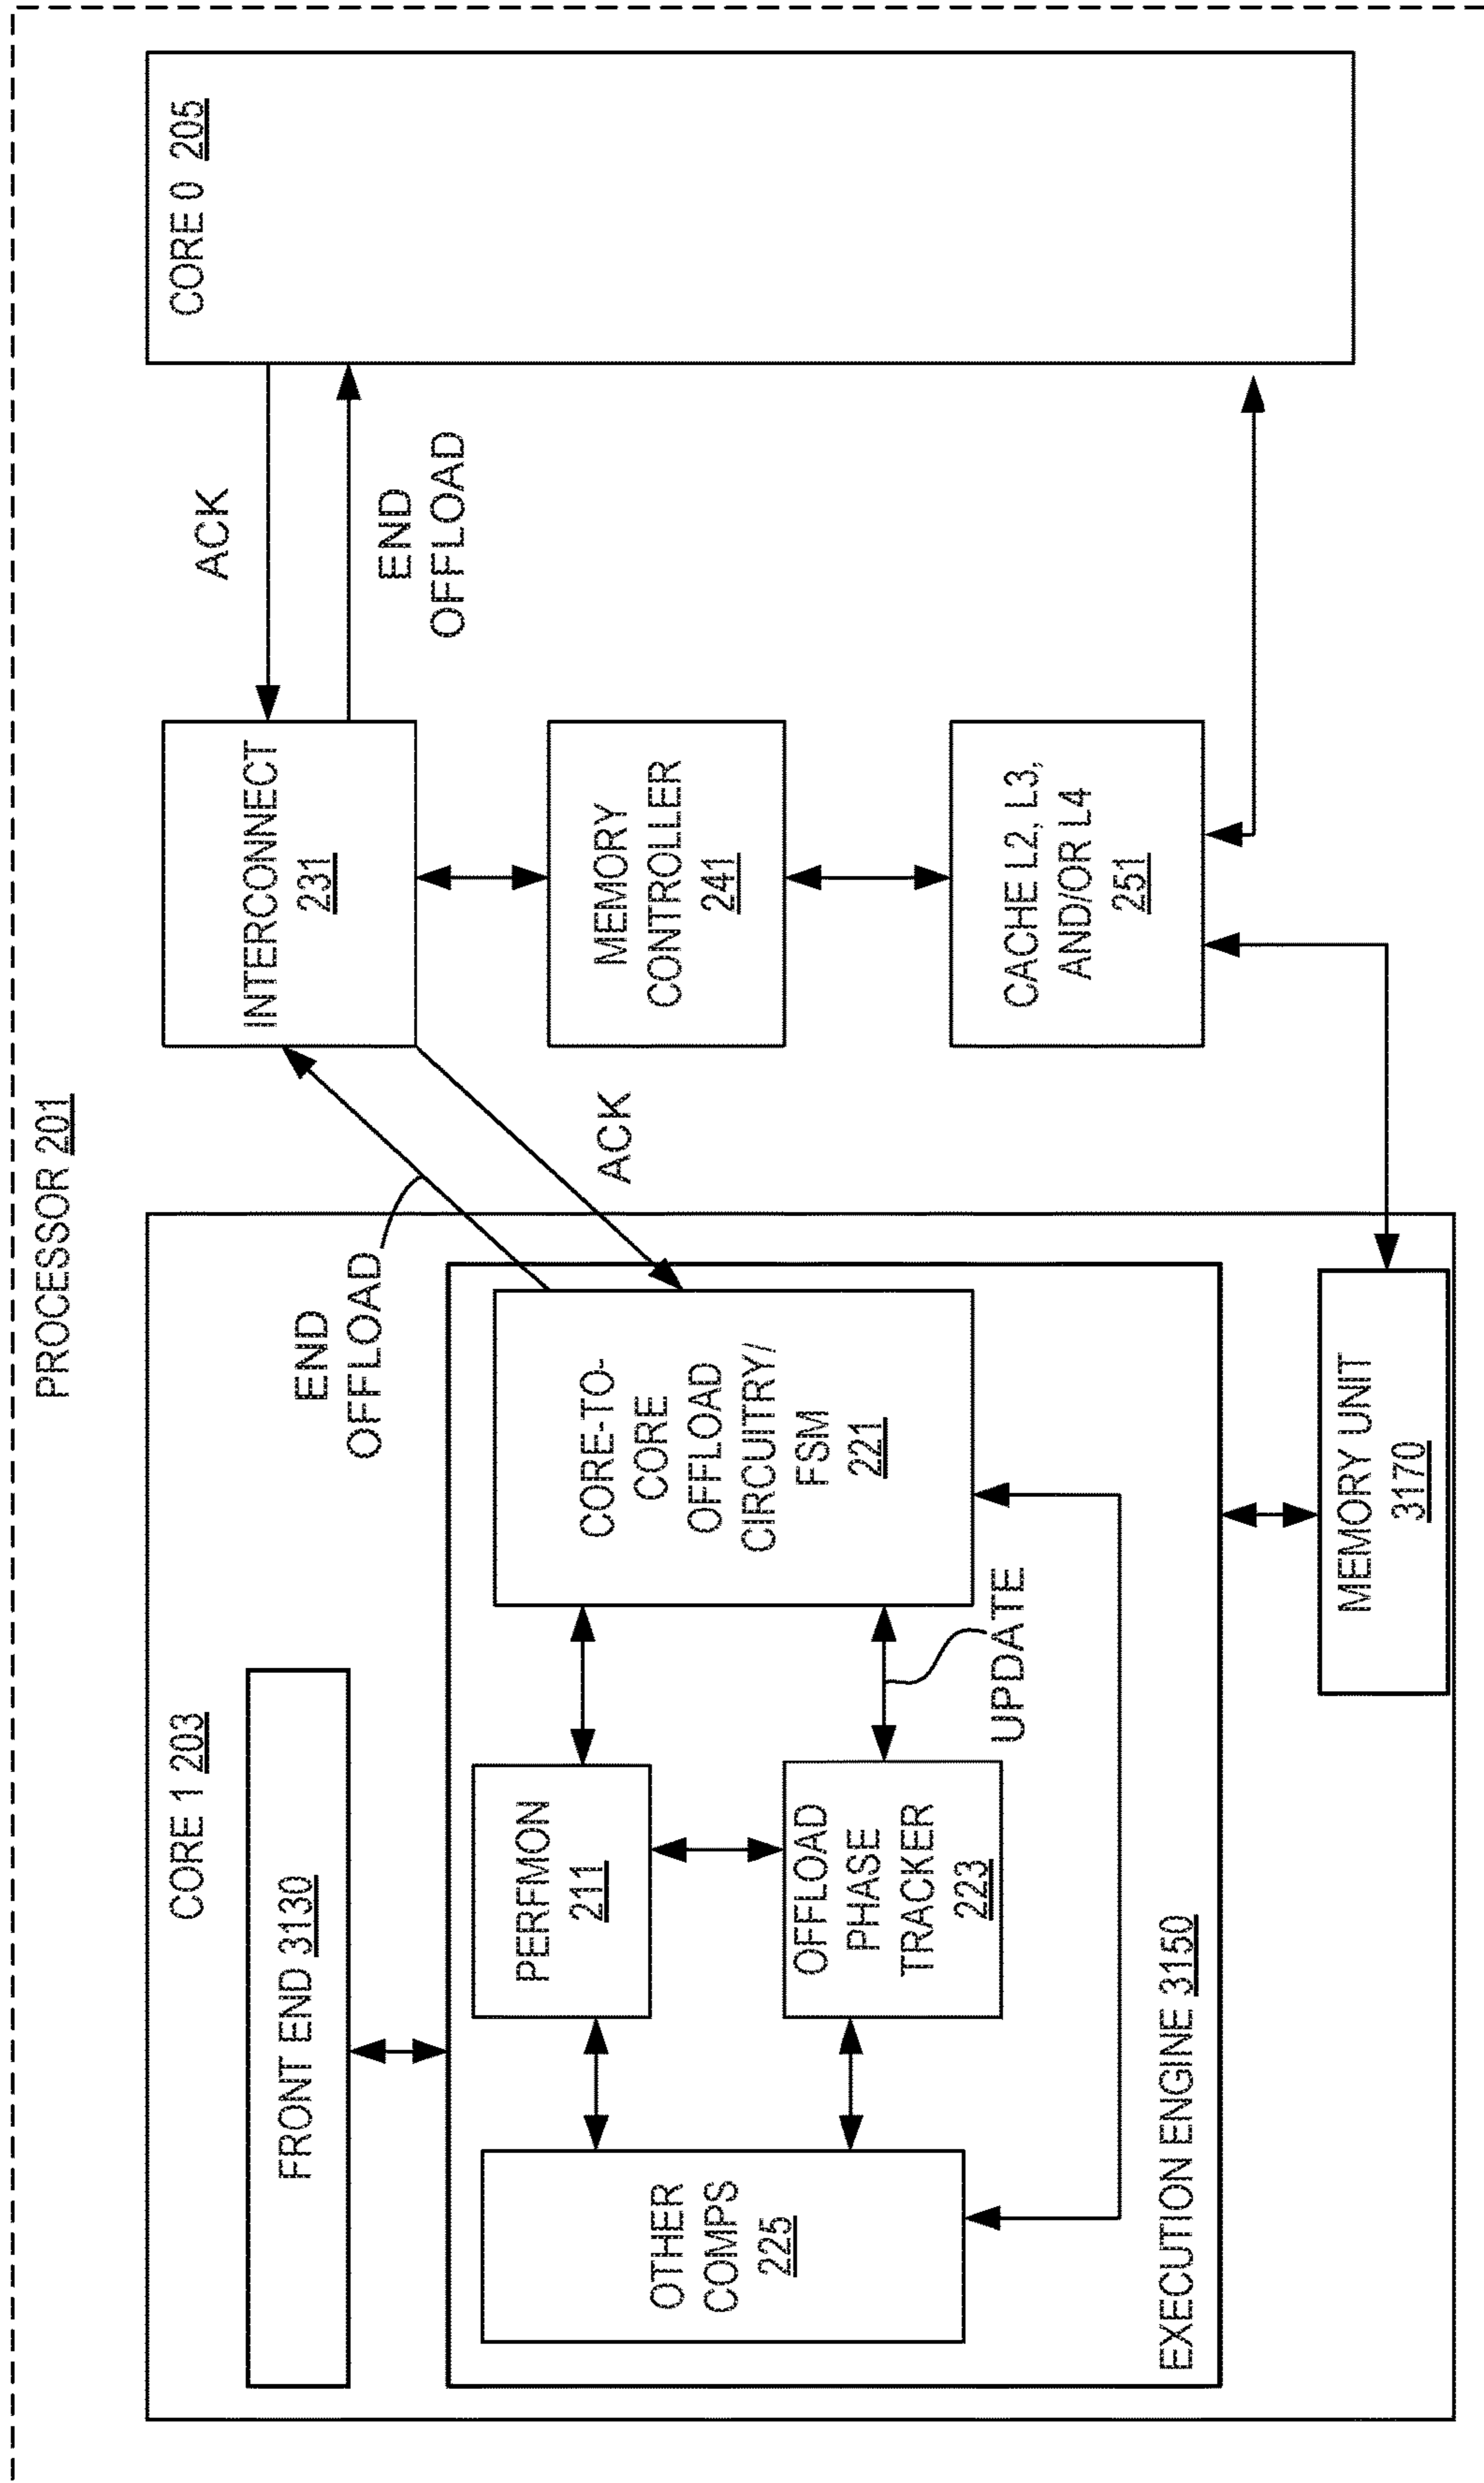 PROCESSOR 201
CORE 1 203
FRONT END 3130
OTHER
COMPS
225
PERFMON
211
OFFLOAD
PHASE
TRACKER
223
UPDATE
CORE-TO-
CORE
OFFLOAD
CIRCUITRY/
FSM
221
EXECUTION ENGINE 3150
MEMORY UNIT
3170
END
OFFLOAD
ACK
INTERCONNECT
231
MEMORY
CONTROLLER
241
CACHE L2, L3,
AND/OR L4
251
ACK
END
OFFLOAD
CORE 0 205